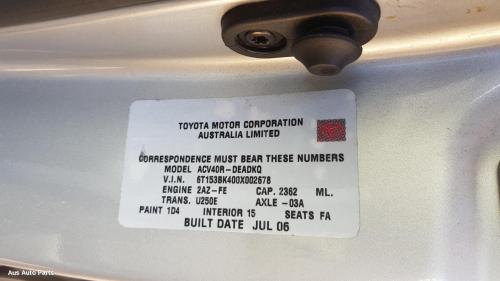 TOYOTA MOTOR CORPORATION
AUSTRALIA LIMITED
CORRESPONDENCE MUST BEAR THESE NUMBERS
MODEL ACV40R-DEADKQ
V.I.N. 6T153BK400X002678
ENGINE 2AZ-FE CAP. 2362 ML.
TRANS. U250E AXLE -03A
PAINT 1D4 INTERIOR 15 SEATS FA
BUILT DATE JUL 06
Aus Auto Parts